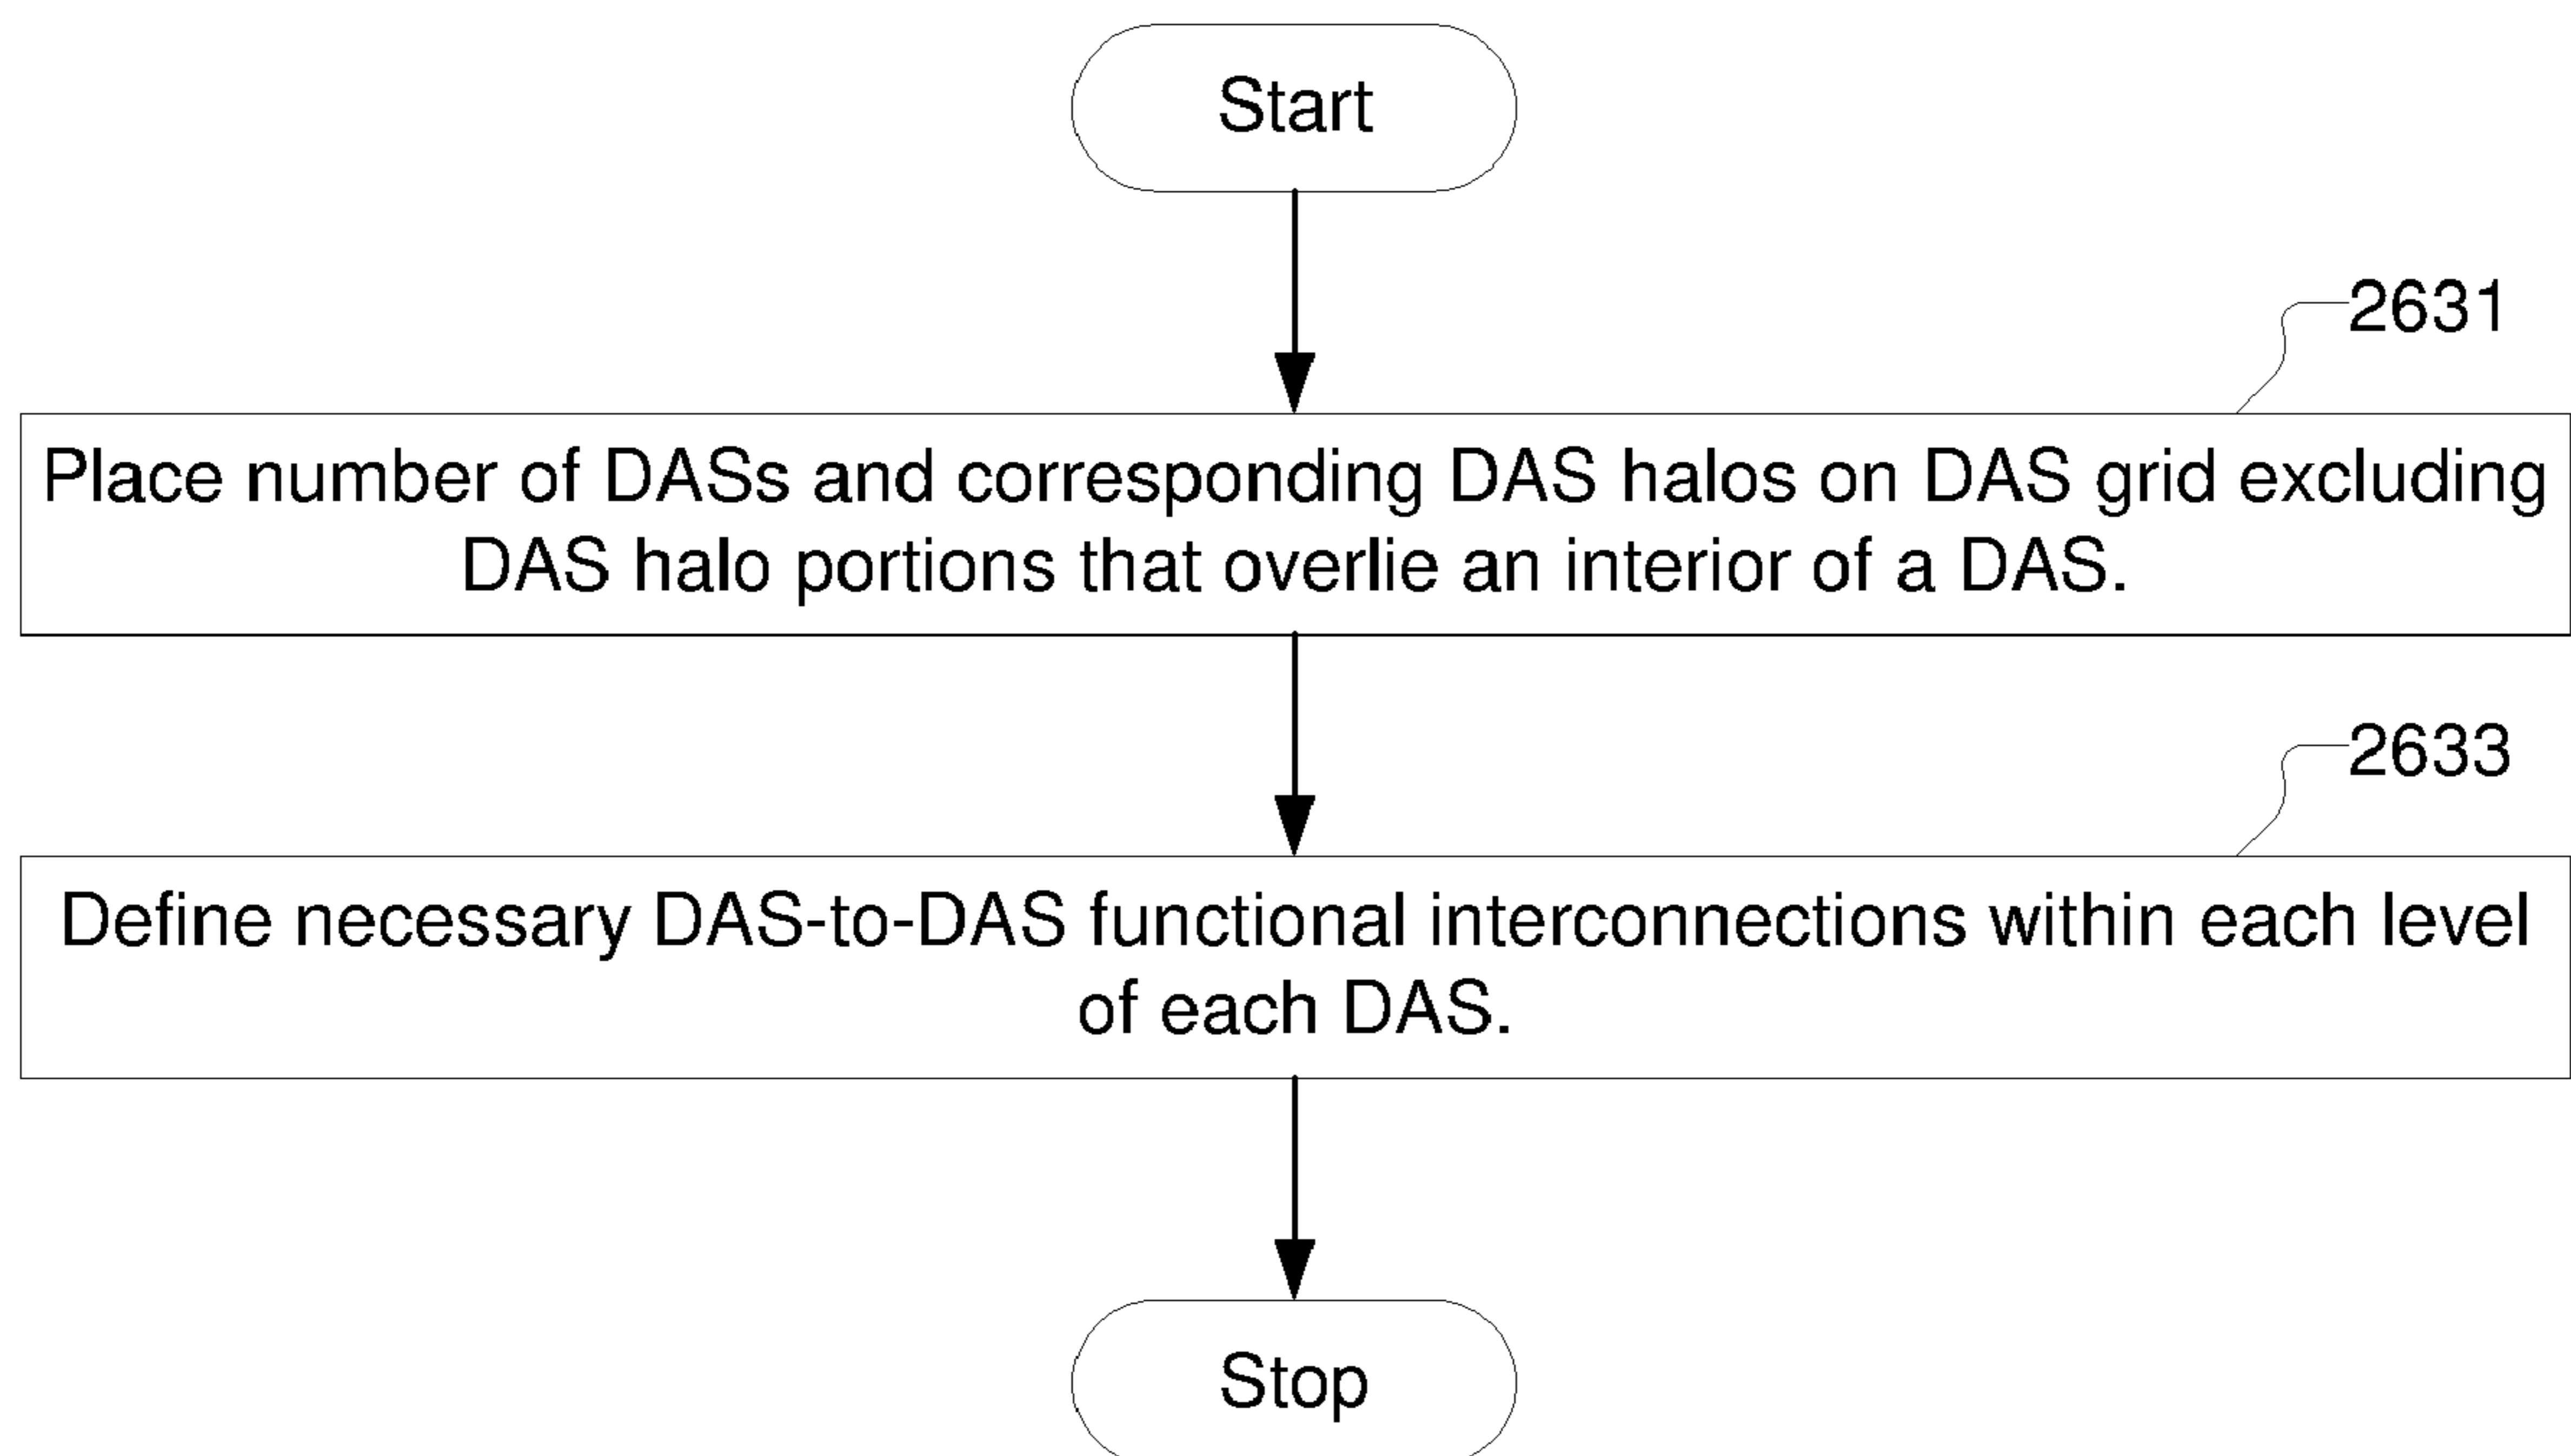 Start
2631
Place number of DASs and corresponding DAS halos on DAS grid excluding
DAS halo portions that overlie an interior of a DAS.
2633
Define necessary DAS-to-DAS functional interconnections within each level
of each DAS.
Stop